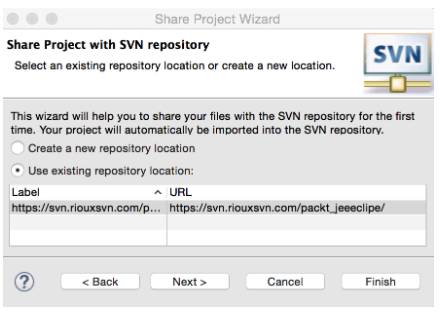 Share Project Wizard
Share Project with SVN repository
Select an existing repository location or create a new location.
SVN
This wizard will help you to share your files with the SVN repository for the first
time. Your project will automatically be imported into the SVN repository.
Create a new repository location
Use existing repository location:
Label URL
https://svn.riouxsvn.com/p... https://svn.riouxsvn.com/packt_jeeeclipe/
? < Back Next > Cancel Finish